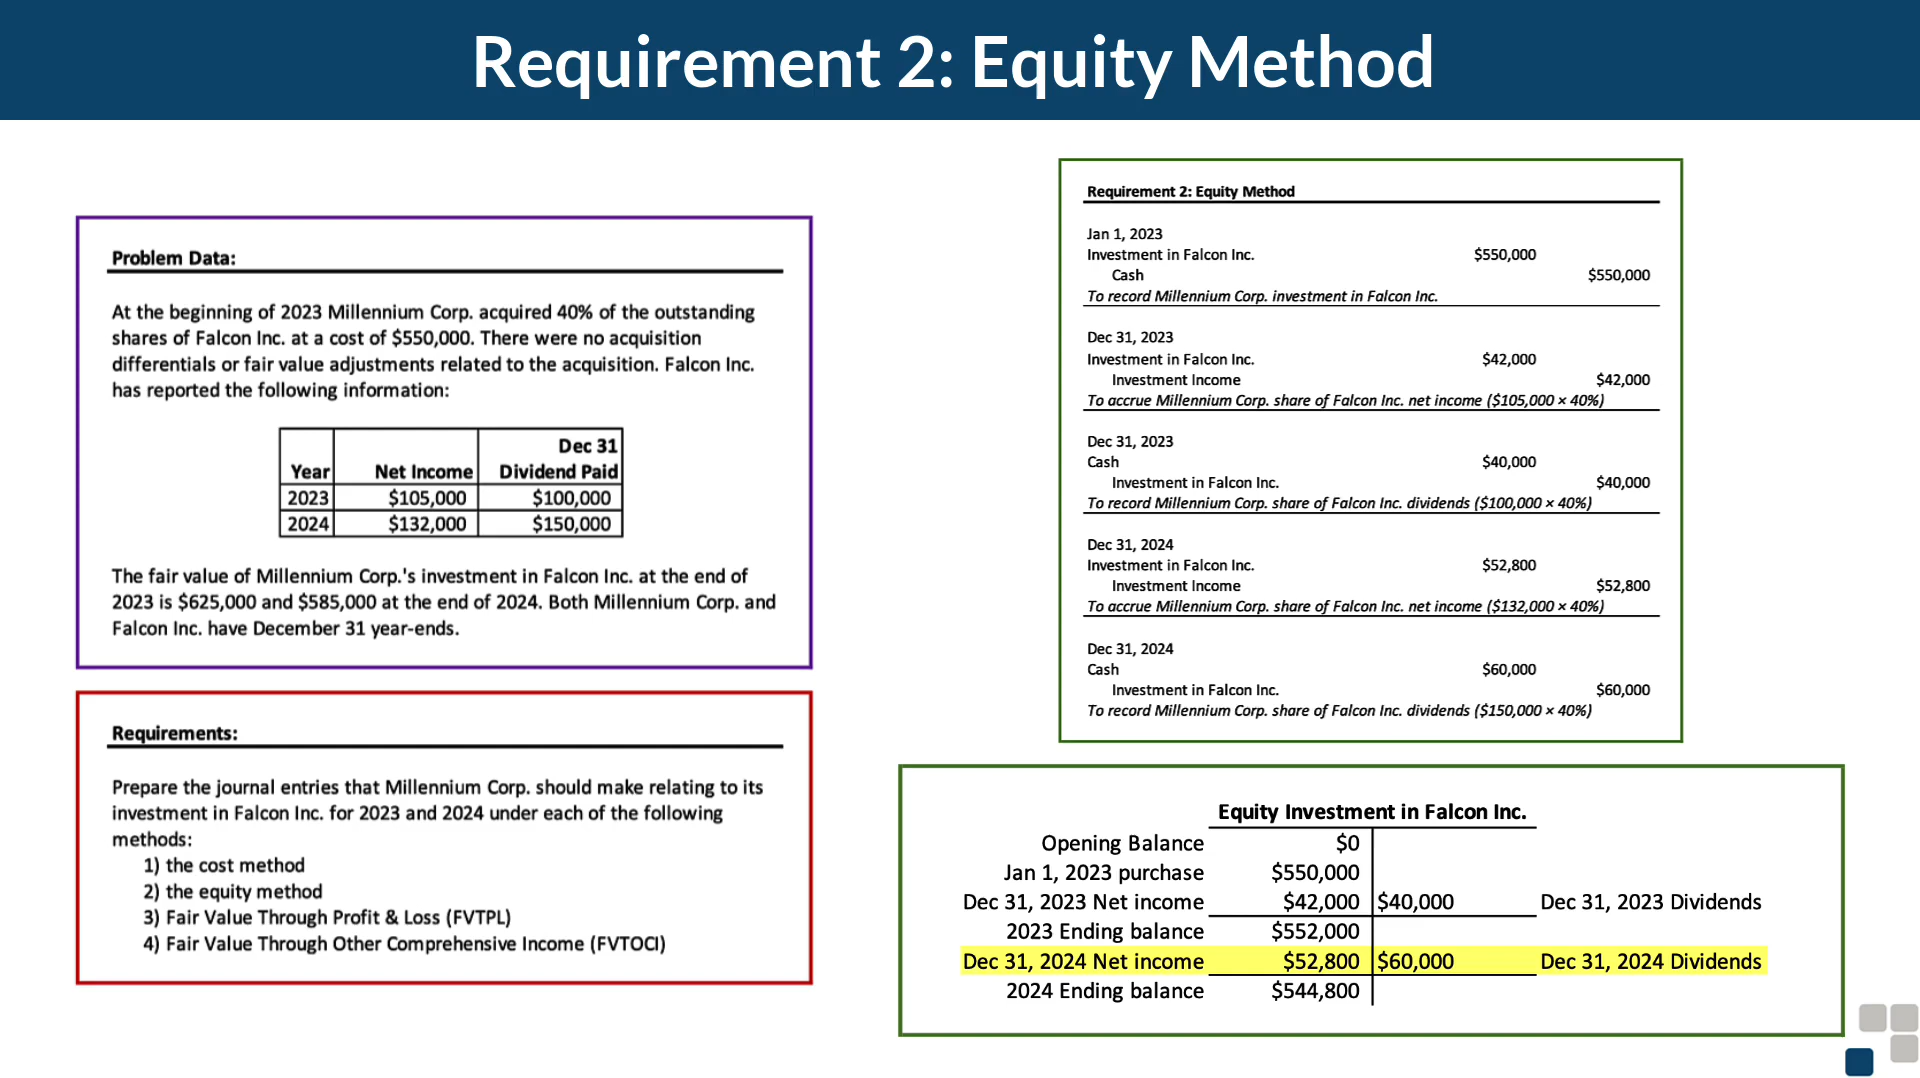 Requirement 2: Equity Method
Problem Data:
At the beginning of 2023 Millennium Corp. acquired 40% of the outstanding
shares of Falcon Inc. at a cost of $550,000. There were no acquisition
differentials or fair value adjustments related to the acquisition. Falcon Inc.
has reported the following information:
Dec 31
Year Net Income Dividend Paid
2023 $105,000 $100,000
2024 $132,000 $150,000
The fair value of Millennium Corp.'s investment in Falcon Inc. at the end of
2023 is $625,000 and $585,000 at the end of 2024. Both Millennium Corp. and
Falcon Inc. have December 31 year-ends.
Requirements:
Prepare the journal entries that Millennium Corp. should make relating to its
investment in Falcon Inc. for 2023 and 2024 under each of the following
methods:
1) the cost method
2) the equity method
3) Fair Value Through Profit & Loss (FVTPL)
4) Fair Value Through Other Comprehensive Income (FVTOCI)
Requirement 2: Equity Method
Jan 1, 2023
Investment in Falcon Inc. $550,000
Cash $550,000
To record Millennium Corp. investment in Falcon Inc.
Dec 31, 2023
Investment in Falcon Inc. $42,000
Investment Income $42,000
To accrue Millennium Corp. share of Falcon Inc. net income ($105,000 × 40%)
Dec 31, 2023
Cash $40,000
Investment in Falcon Inc. $40,000
To record Millennium Corp. share of Falcon Inc. dividends ($100,000 × 40%)
Dec 31, 2024
Investment in Falcon Inc. $52,800
Investment Income $52,800
To accrue Millennium Corp. share of Falcon Inc. net income ($132,000 × 40%)
Dec 31, 2024
Cash $60,000
Investment in Falcon Inc. $60,000
To record Millennium Corp. share of Falcon Inc. dividends ($150,000 × 40%)
Equity Investment in Falcon Inc.
Opening Balance $0
Jan 1, 2023 purchase $550,000
Dec 31, 2023 Net income $42,000 $40,000 Dec 31, 2023 Dividends
2023 Ending balance $552,000
Dec 31, 2024 Net income $52,800 $60,000 Dec 31, 2024 Dividends
2024 Ending balance $544,800